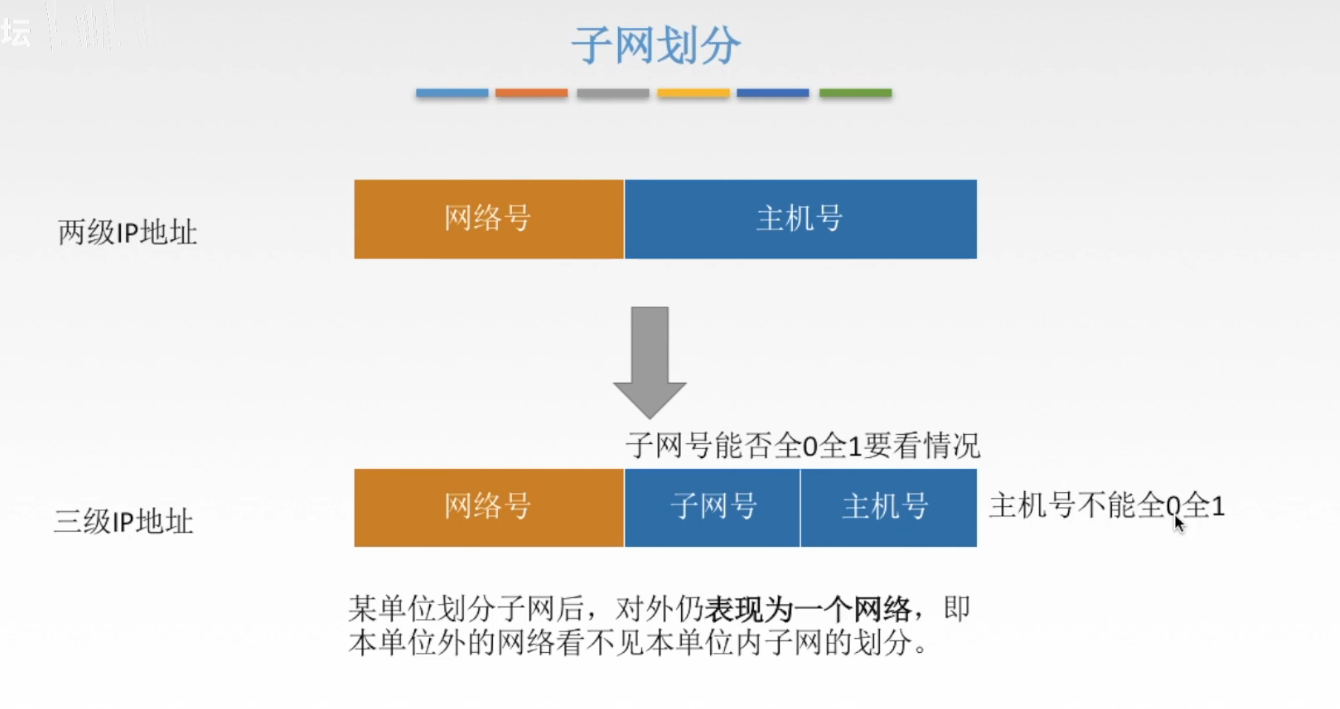 坛
子网划分
两级IP地址
网络号
主机号
子网号能否全0全1要看情况
三级IP地址
网络号
子网号
主机号
主机号不能全0全1
某单位划分子网后，对外仍表现为一个网络，即
本单位外的网络看不见本单位内子网的划分。